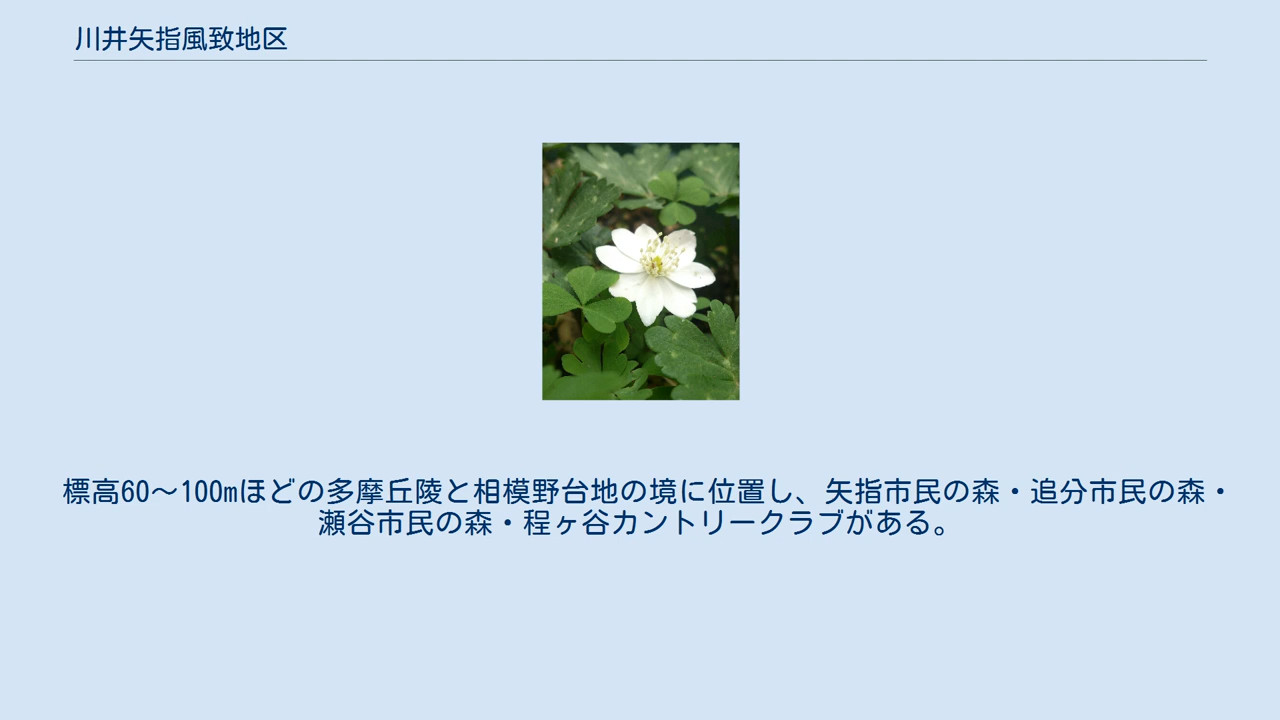 川井矢指風致地区
標高60～100mほどの多摩丘陵と相模野台地の境に位置し、矢指市民の森・追分市民の森・
瀬谷市民の森・程ヶ谷カントリークラブがある。